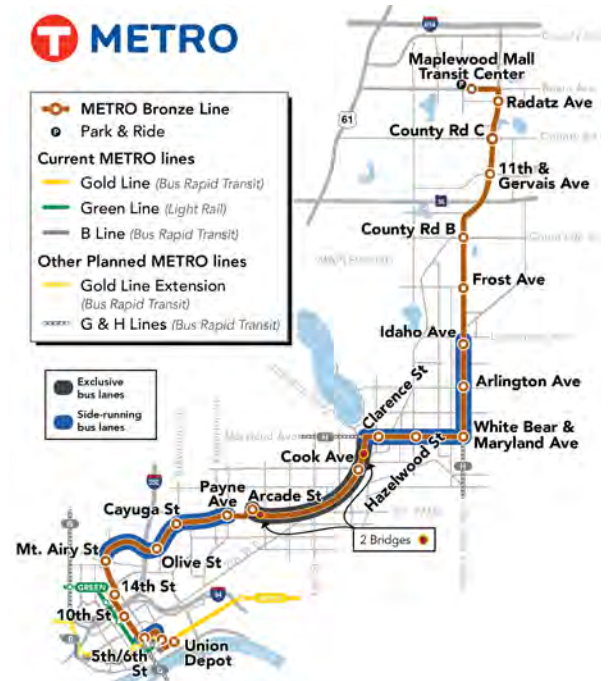 T METRO
METRO Bronze Line
P Park & Ride
Current METRO lines
Gold Line (Bus Rapid Transit)
Green Line (Light Rail)
B Line (Bus Rapid Transit)
Other Planned METRO lines
Gold Line Extension
(Bus Rapid Transit)
G & H Lines (Bus Rapid Transit)
Exclusive
bus lanes
Side-running
bus lanes
694
Maplewood Mall
Transit Center
P
Radatz Ave
61
County Rd C
11th &
Gervais Ave
36
County Rd B
Frost Ave
Idaho Ave
Arlington Ave
Clarence St
Maryland Ave
H
White Bear &
Maryland Ave
Hazelwood St
Cook Ave
H
Arcade St
Payne
Ave
Cayuga St
2 Bridges
Mt. Airy St
Olive St
G
GREEN
14th St
94
10th St
Union
Depot
5th/6th
St
B
G